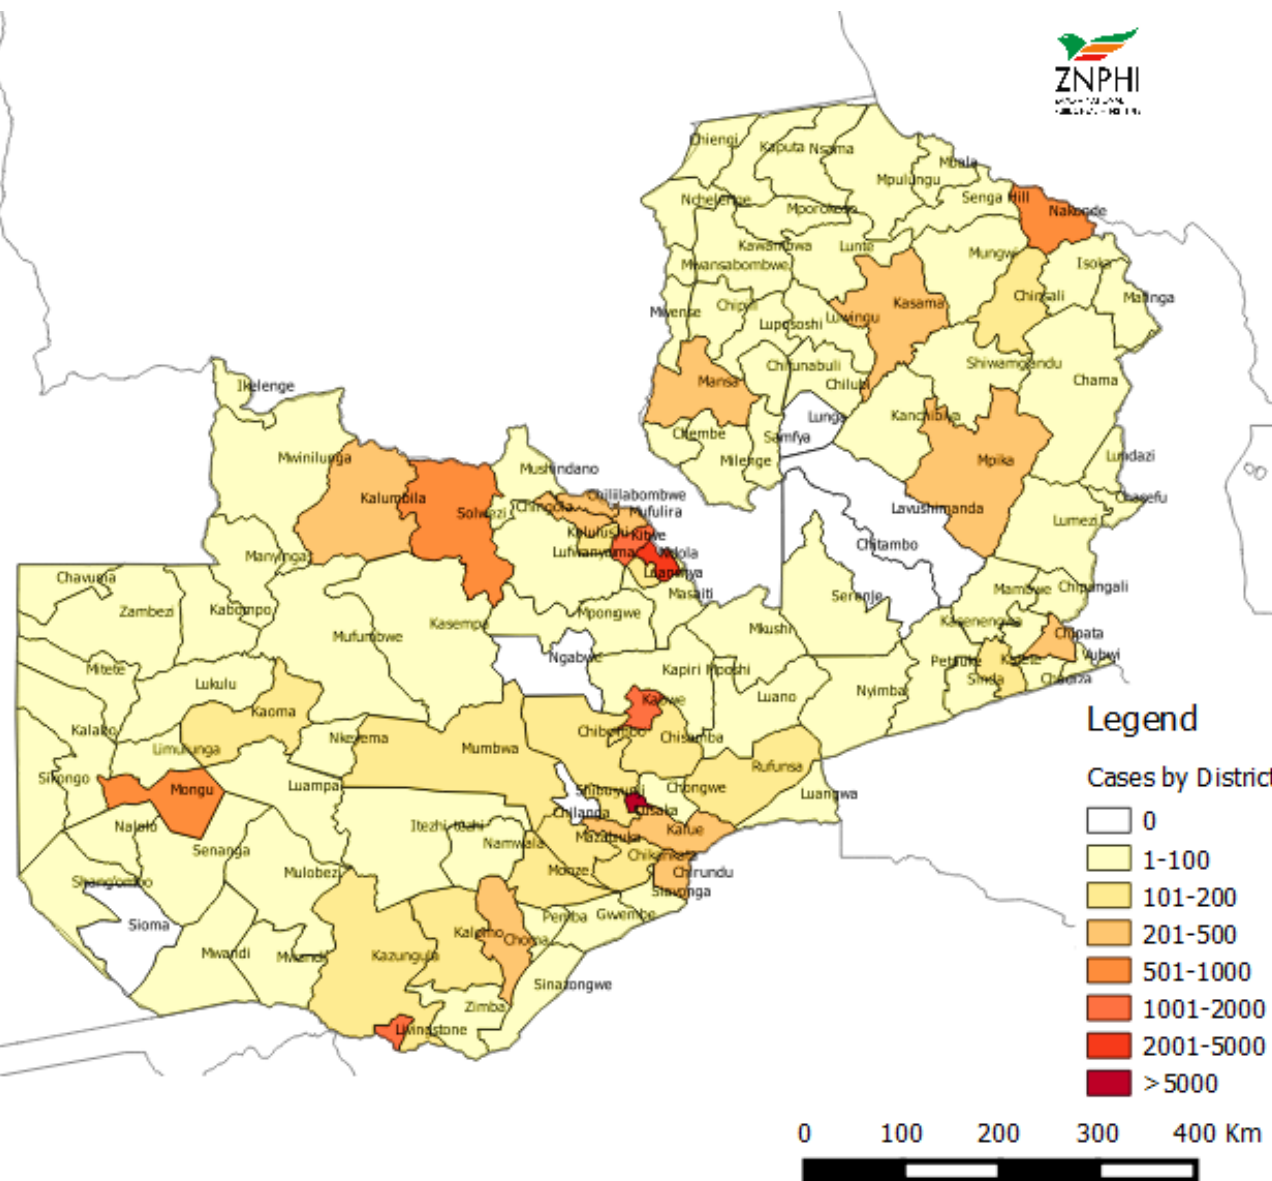 ZNPHI
Chiengi
Kaputa
Nsama
Mbala
Mpulungu
Senga Hill
Nakonde
Nchelenge
Mporokoso
Kawambwa
Lunte
Mungwi
Isoka
Mwansabombwe
Chinsali
Mafinga
Mwense
Chipili
Kasama
Luwingu
Lupososhi
Chifunabuli
Shiwamgandu
Chama
Mansa
Chilubi
Ikelenge
Lunga
Kanchibiya
Chembe
Samfya
Milenge
Mpika
Lundazi
Mwinilunga
Mushindano
Kalumbila
Chililabombwe
Chasefu
Solwezi
Chingola
Mufulira
Lavushimanda
Lumezi
Kalulushi
Kitwe
Chitambo
Lufwanyama
Ndola
Manyinga
Luanshya
Chavuma
Masaiti
Serenje
Mambwe
Chipangali
Zambezi
Kabompo
Mpongwe
Kasempa
Mkushi
Kasenengwa
Mufumbwe
Chipata
Ngabwe
Vubwi
Mitete
Kapiri Mposhi
Petauke
Katete
Lukulu
Luano
Nyimba
Sinda
Chadiza
Kaoma
Kabwe
Kalabo
Nkeyema
Chibombo
Chisamba
Limulunga
Mumbwa
Rufunsa
Sikongo
Mongu
Luampa
Shibuyunji
Chongwe
Luangwa
Chilanga
Lusaka
Nalolo
Itezhi-tezhi
Kafue
Senanga
Namwala
Mazabuka
Chikankata
Shang'ombo
Mulobezi
Monze
Chirundu
Siavonga
Sioma
Pemba
Gwembe
Kalomo
Choma
Mwandi
Mwandi
Kazungula
Sinazongwe
Zimba
Livingstone
Legend
Cases by District
0
1-100
101-200
201-500
501-1000
1001-2000
2001-5000
>5000
0 100 200 300 400 Km